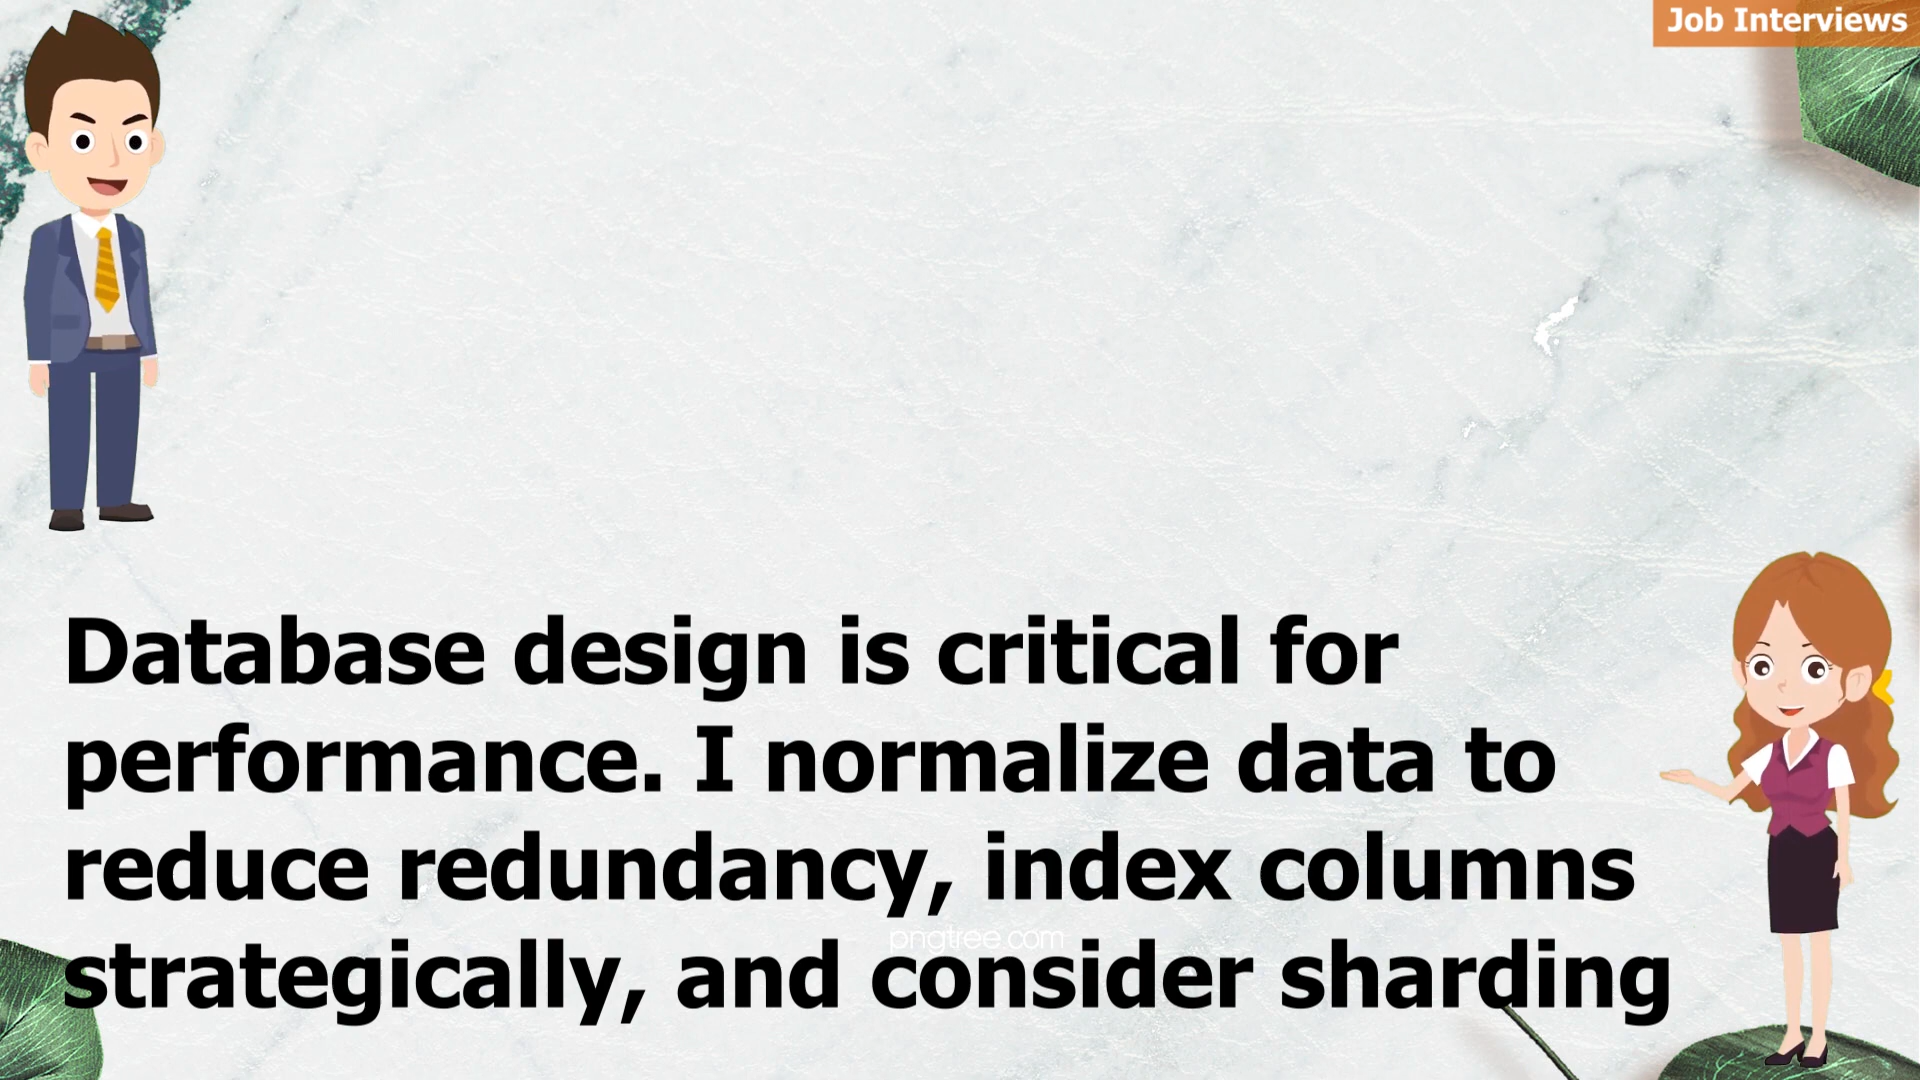 Job Interviews
Database design is critical for
performance. I normalize data to
reduce redundancy, index columns
pngtree.com
strategically, and consider sharding